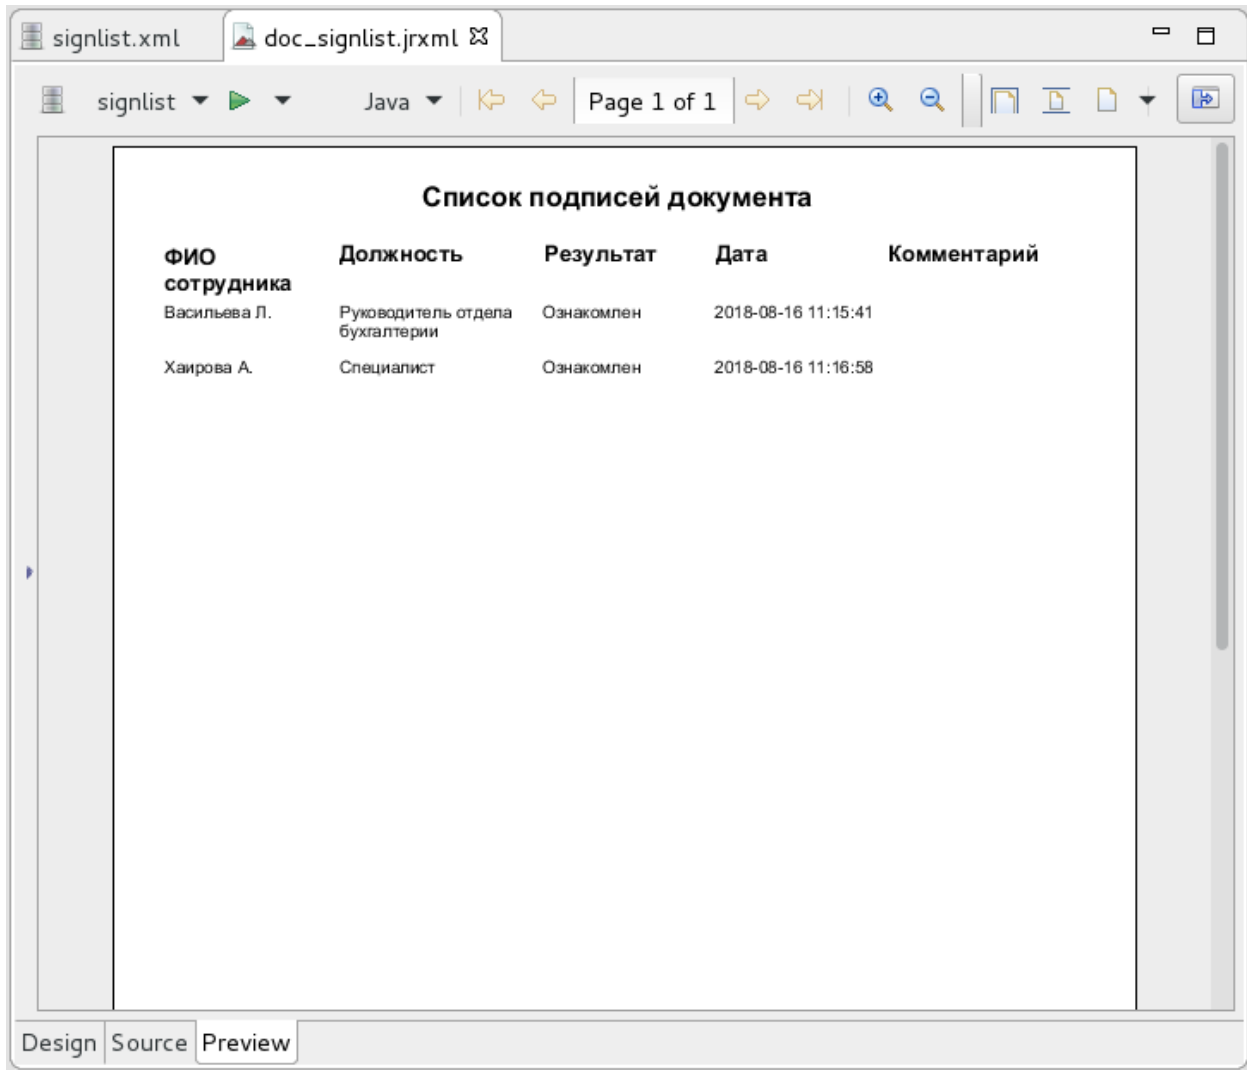 signlist.xml doc_signlist.jrxml
signlist Java Page 1 of 1
Список подписей документа
ФИО сотрудника Должность Результат Дата Комментарий
Васильева Л. Руководитель отдела бухгалтерии Ознакомлен 2018-08-16 11:15:41
Хаирова А. Специалист Ознакомлен 2018-08-16 11:16:58
Design Source Preview